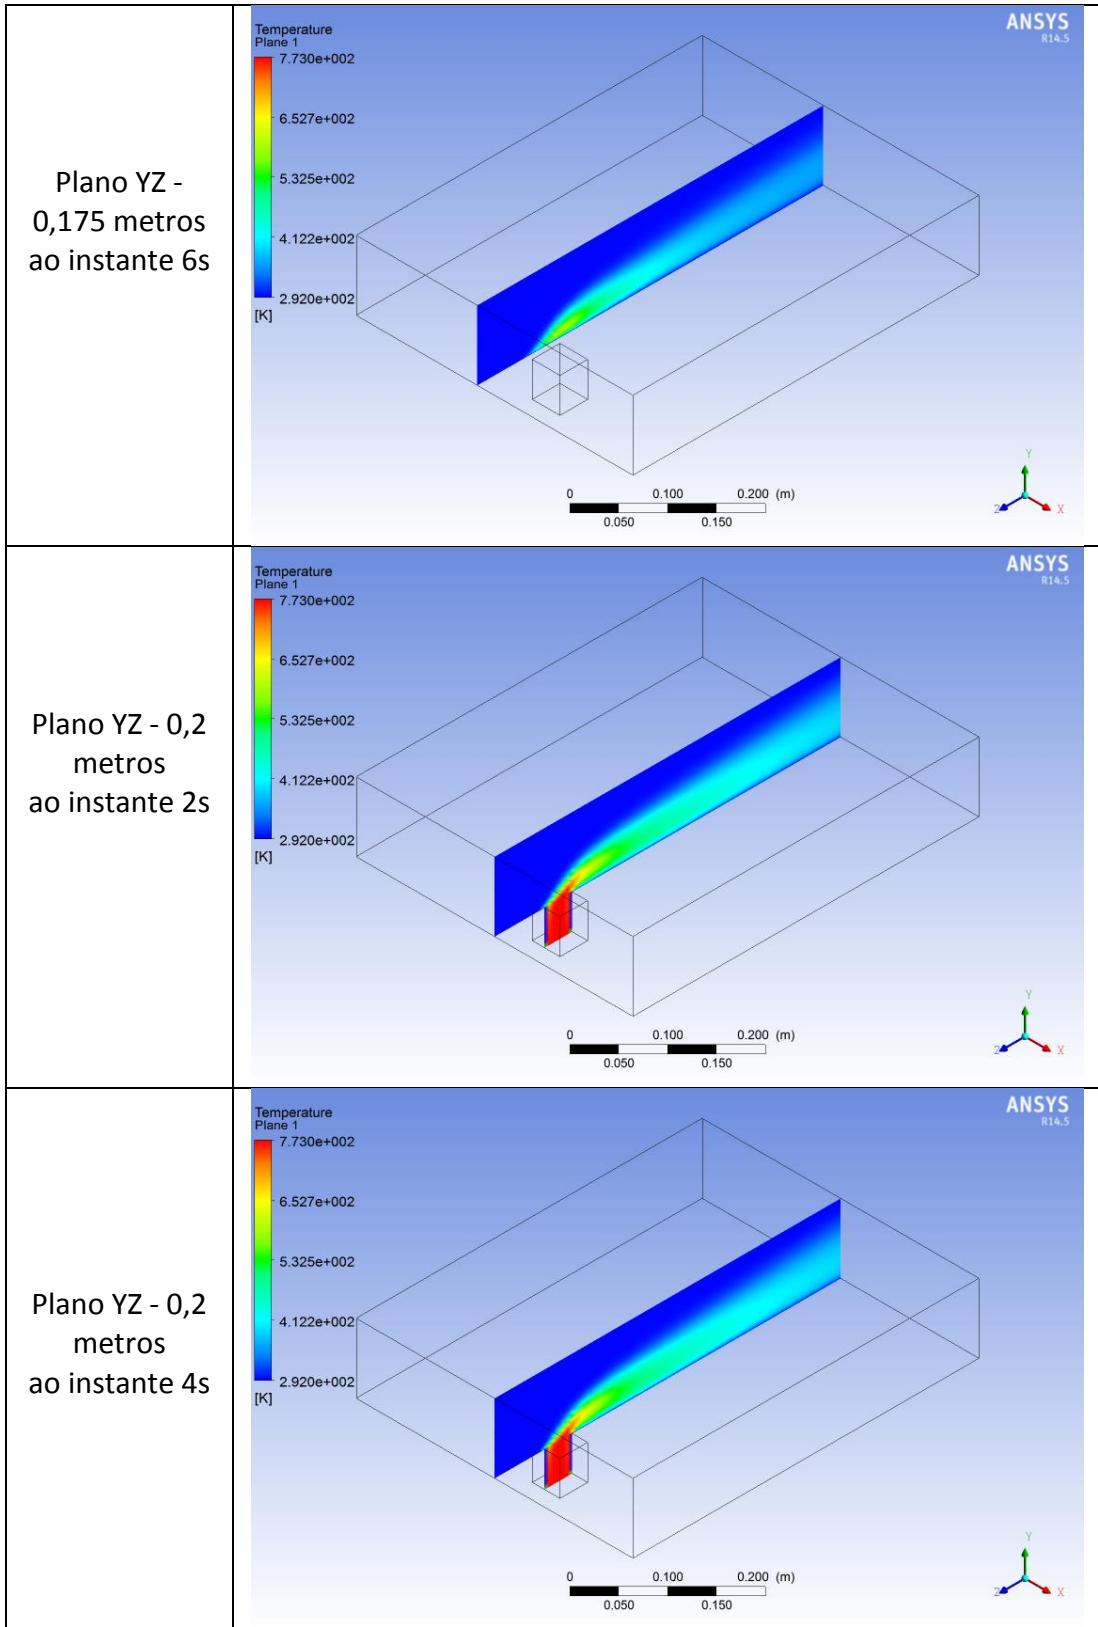 Plano YZ -
0,175 metros
ao instante 6s
Temperature
Plane 1
7.730e+002
6.527e+002
5.325e+002
4.122e+002
2.920e+002
[K]
ANSYS
R14.5
0 0.100 0.200 (m)
0.050 0.150
Y
Z X
Plano YZ - 0,2
metros
ao instante 2s
Temperature
Plane 1
7.730e+002
6.527e+002
5.325e+002
4.122e+002
2.920e+002
[K]
ANSYS
R14.5
0 0.100 0.200 (m)
0.050 0.150
Y
Z X
Plano YZ - 0,2
metros
ao instante 4s
Temperature
Plane 1
7.730e+002
6.527e+002
5.325e+002
4.122e+002
2.920e+002
[K]
ANSYS
R14.5
0 0.100 0.200 (m)
0.050 0.150
Y
Z X